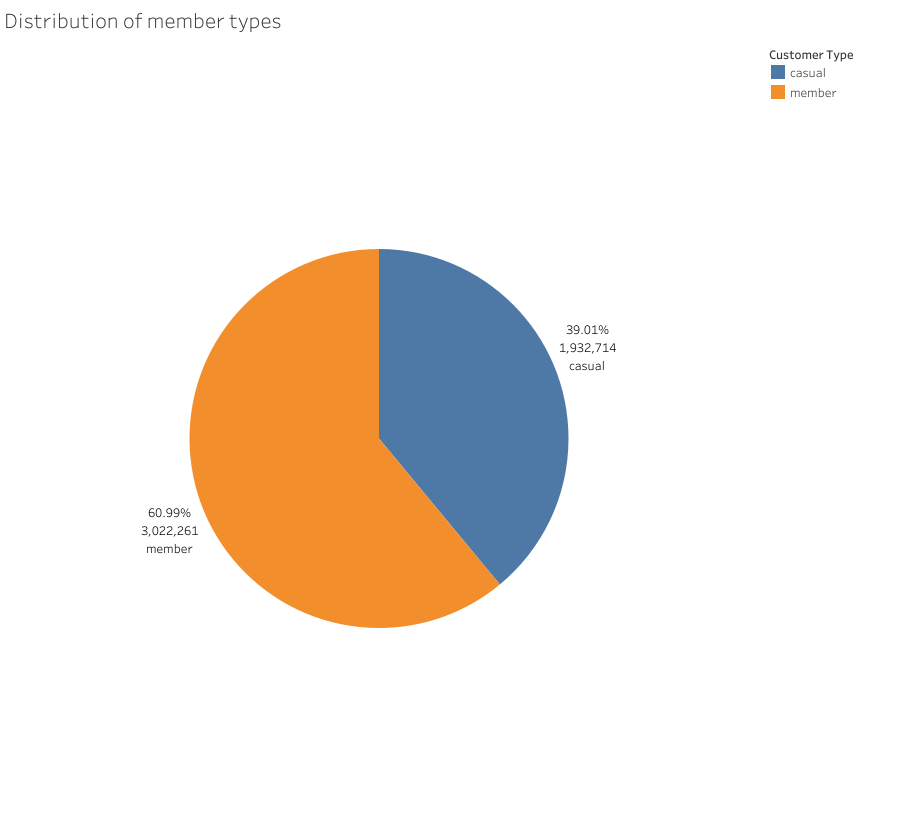 Distribution of member types
Customer Type
casual
member
39.01%
1,932,714
casual
60.99%
3,022,261
member